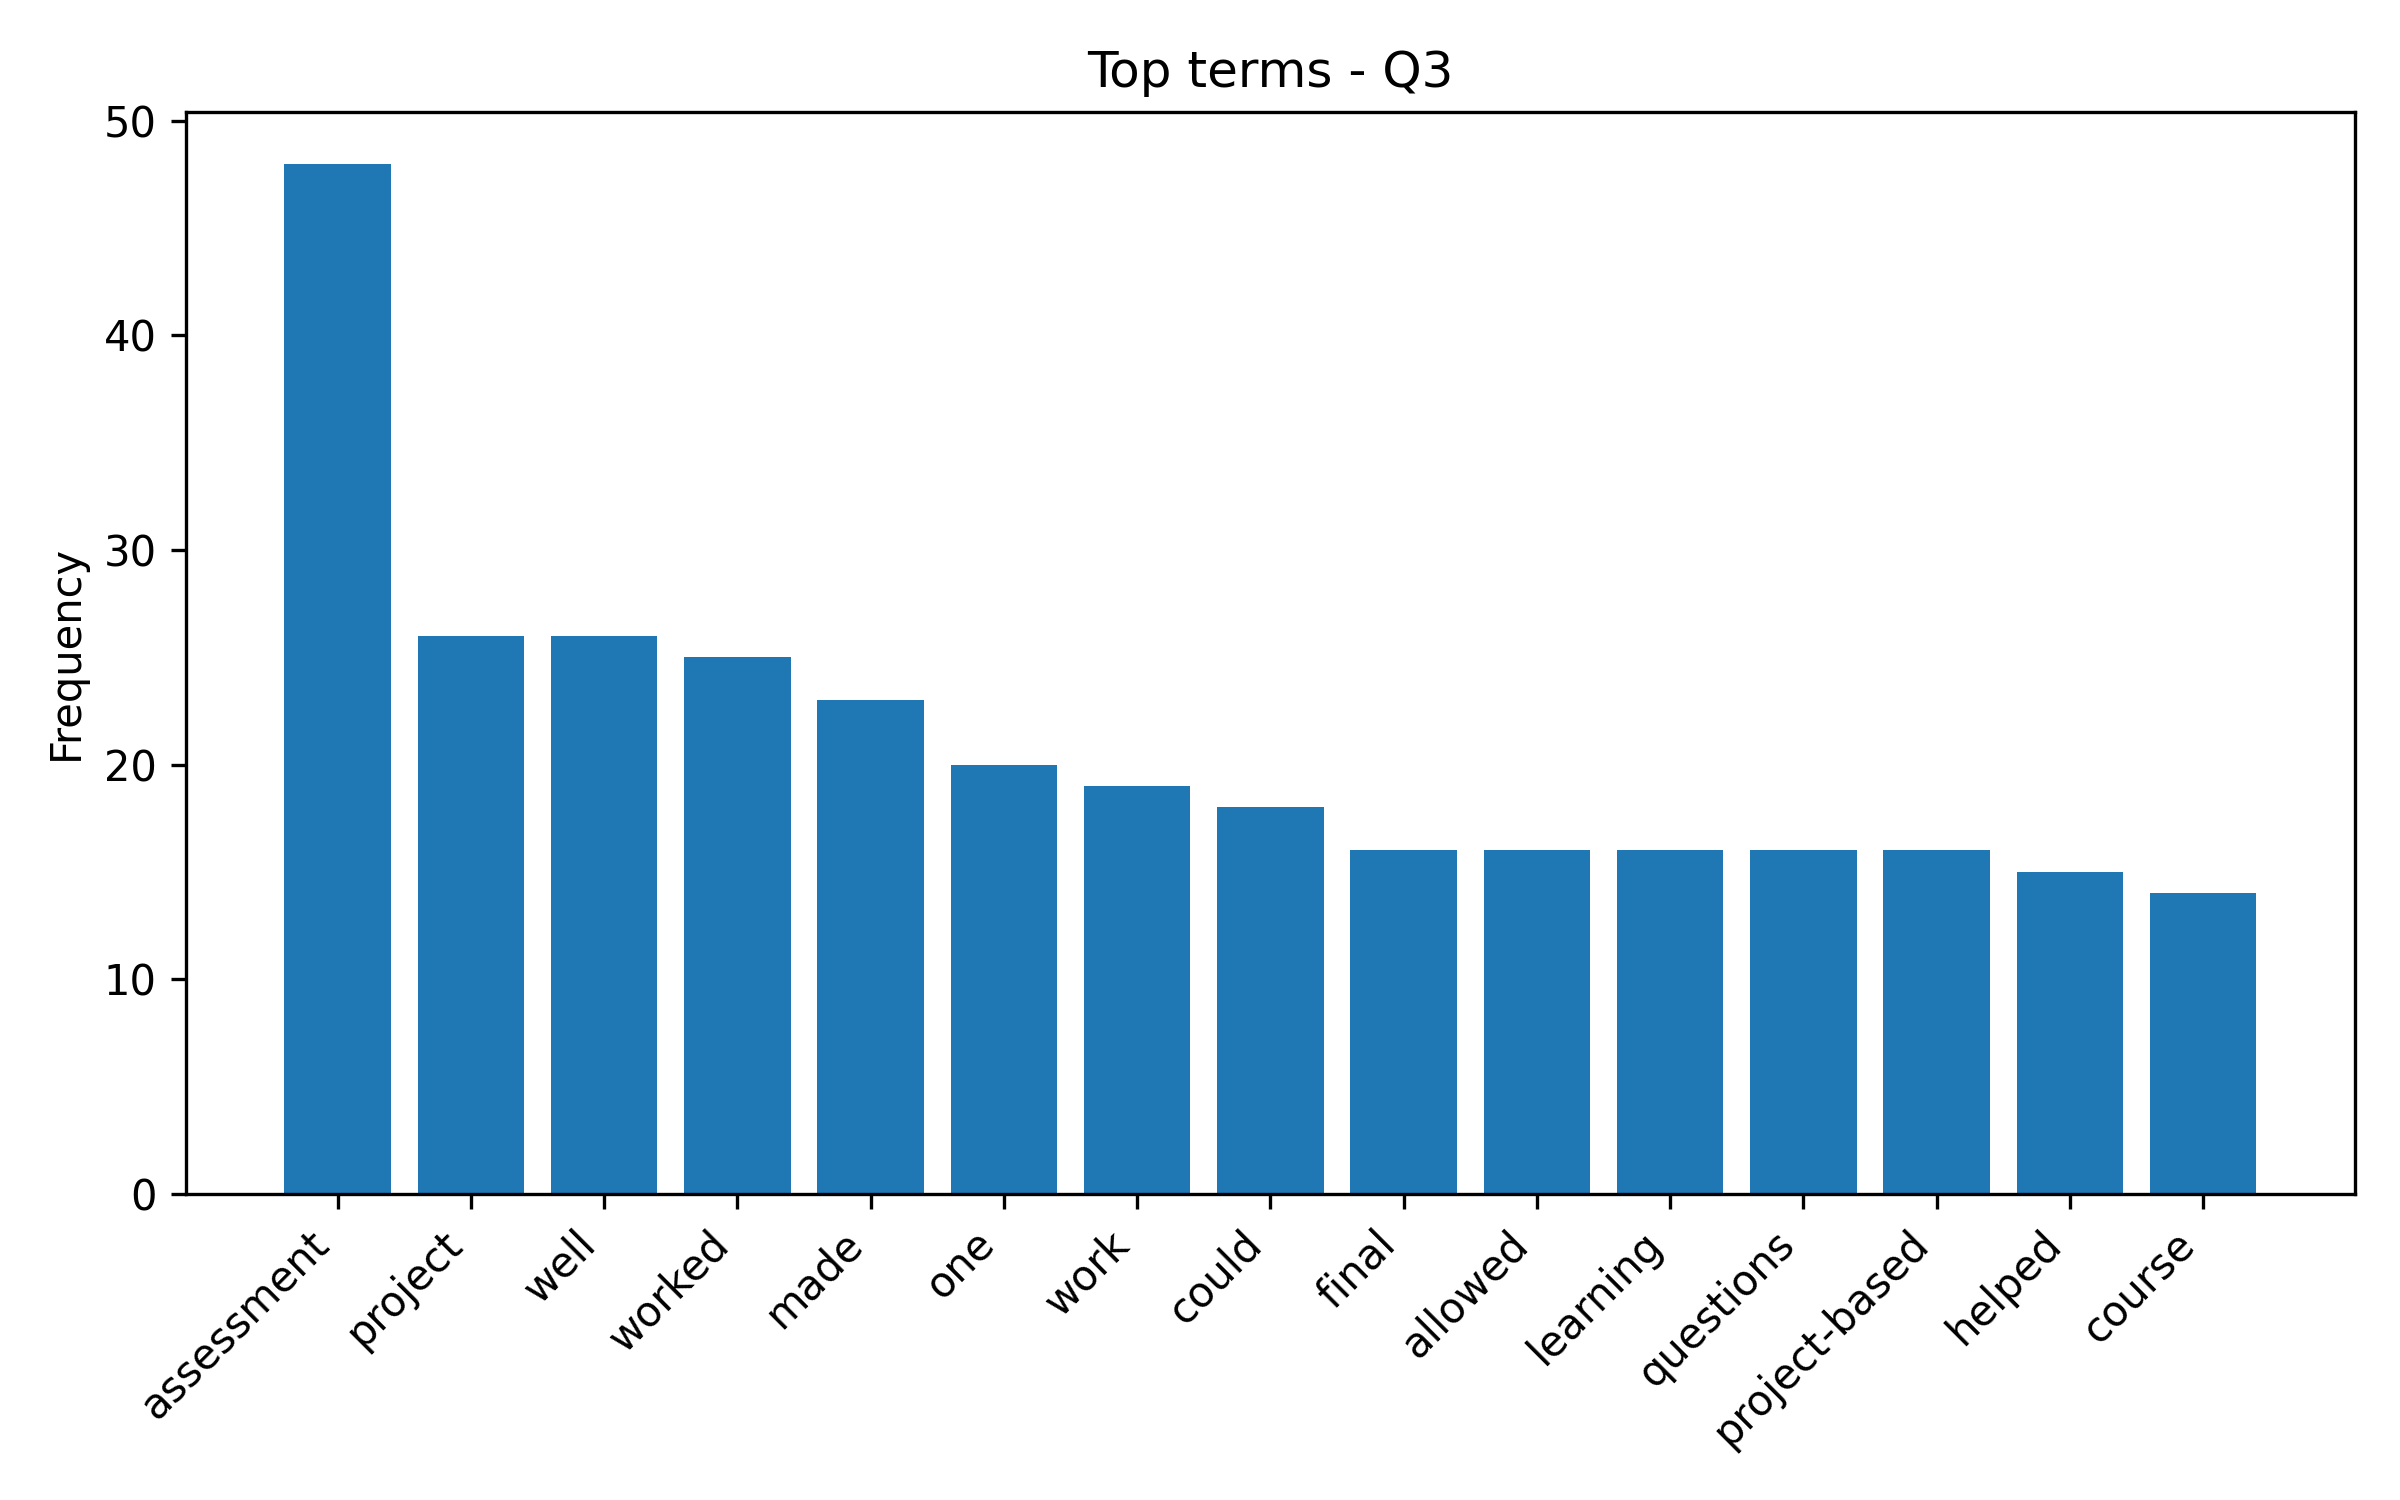 Top terms - Q3
Frequency
50
40
30
20
10
0
assessment
project
well
worked
made
one
work
could
final
allowed
learning
questions
project-based
helped
course